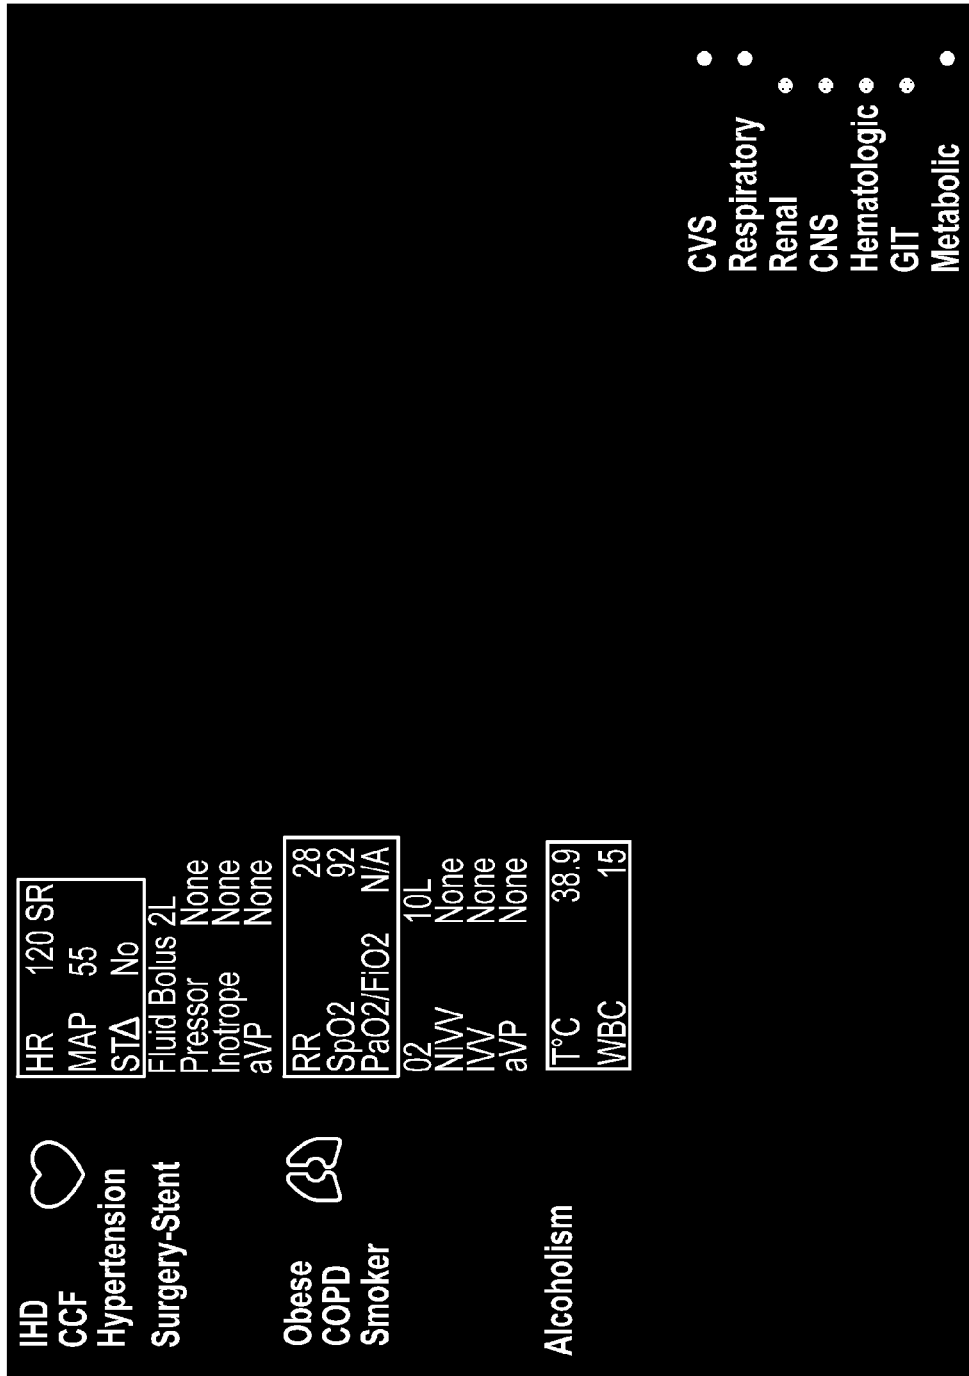 IHD
CCF
Hypertension
Surgery-Stent
HR 120 SR
MAP 55
STΔ No
Fluid Bolus 2L
Pressor None
Inotrope None
aVP None
Obese
COPD
Smoker
RR 28
SpO2 92
PaO2/FiO2 N/A
02 10L
NIVV None
IVV None
aVP None
Alcoholism
T°C 38.9
WBC 15
CVS
Respiratory
Renal
CNS
Hematologic
GIT
Metabolic